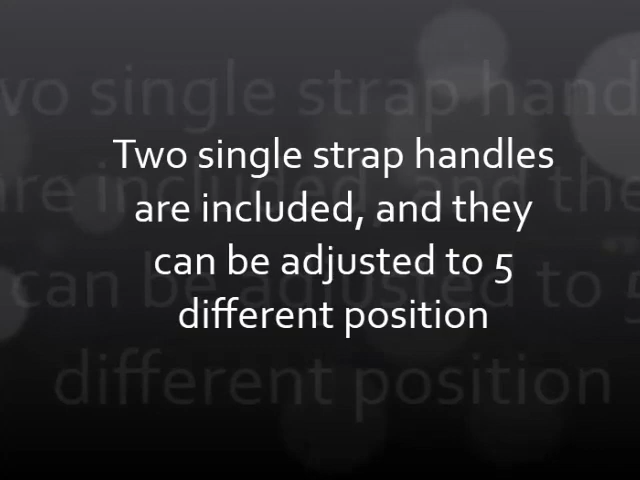 Two single strap handles
are included, and they
can be adjusted to 5
different position